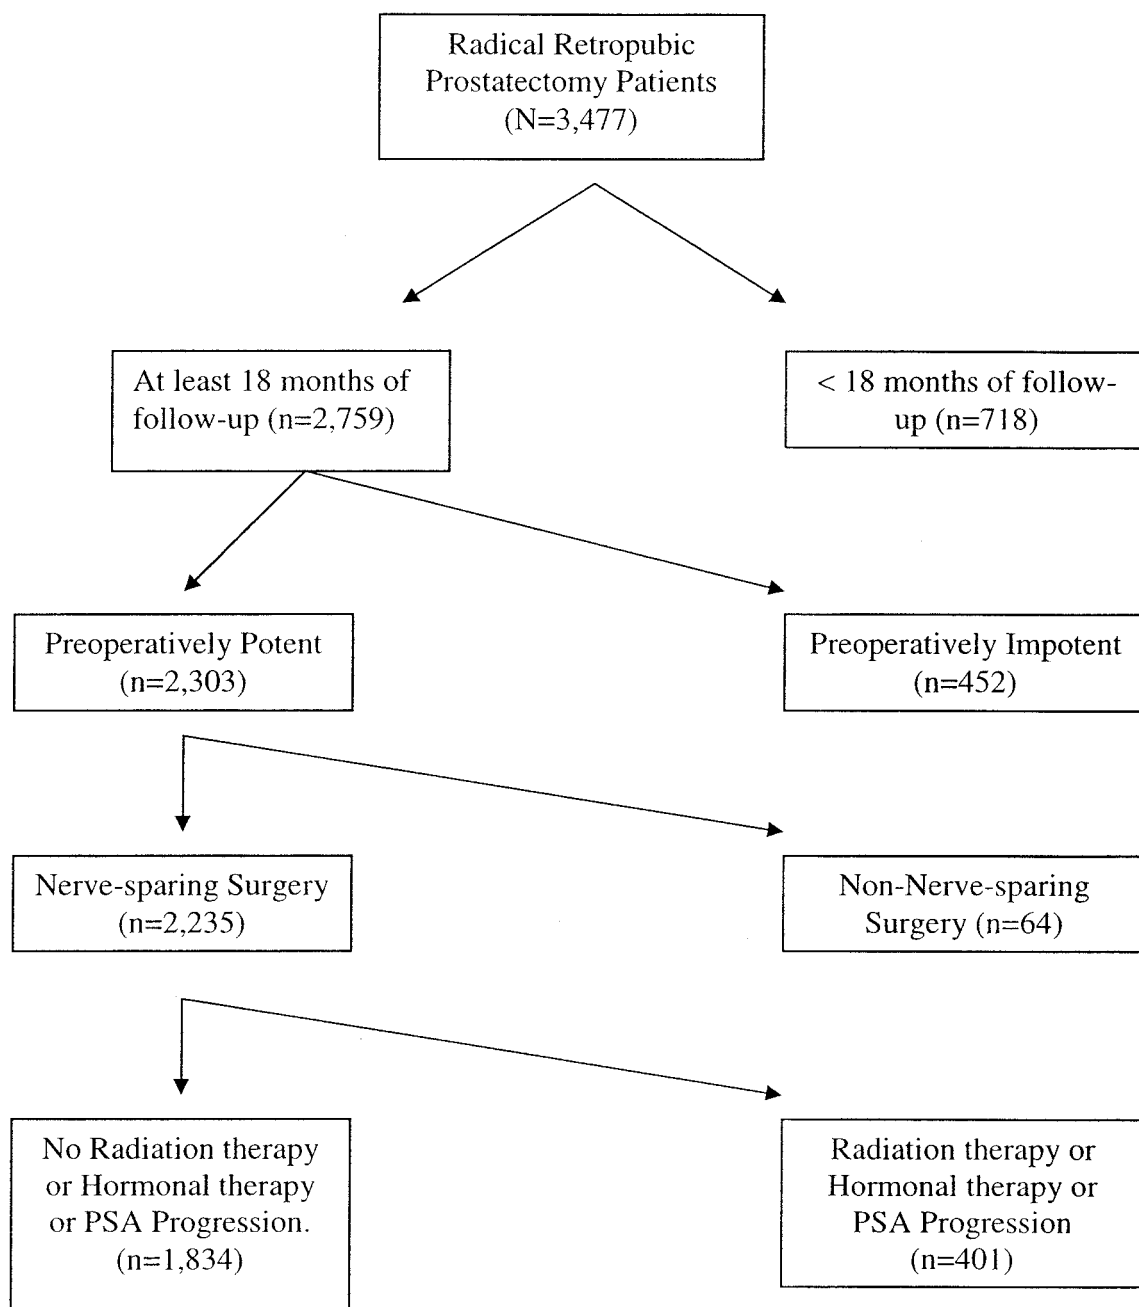 Radical Retropubic
Prostatectomy Patients
(N=3,477)
At least 18 months of
follow-up (n=2,759)
< 18 months of follow-
up (n=718)
Preoperatively Potent
(n=2,303)
Preoperatively Impotent
(n=452)
Nerve-sparing Surgery
(n=2,235)
Non-Nerve-sparing
Surgery (n=64)
No Radiation therapy
or Hormonal therapy
or PSA Progression.
(n=1,834)
Radiation therapy or
Hormonal therapy or
PSA Progression
(n=401)